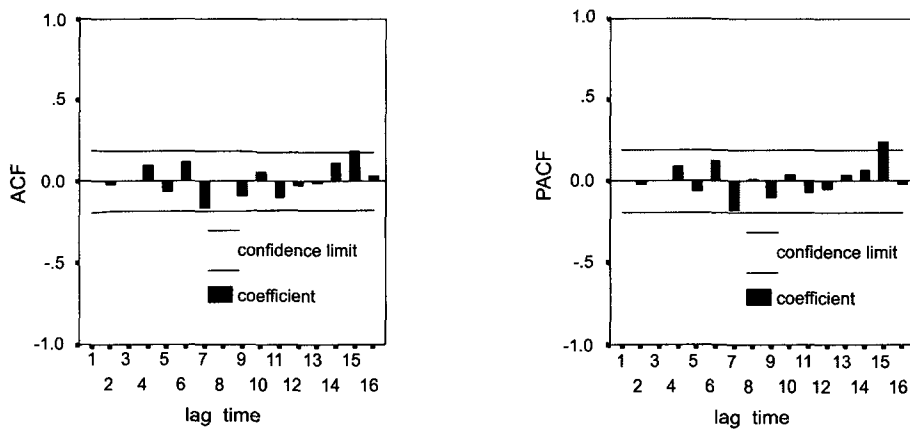 1.0
.5
0.0
-.5
-1.0
ACF
confidence limit
coefficient
1 3 5 7 9 11 13 15
2 4 6 8 10 12 14 16
lag time
1.0
.5
0.0
-.5
-1.0
PACF
confidence limit
coefficient
1 3 5 7 9 11 13 15
2 4 6 8 10 12 14 16
lag time